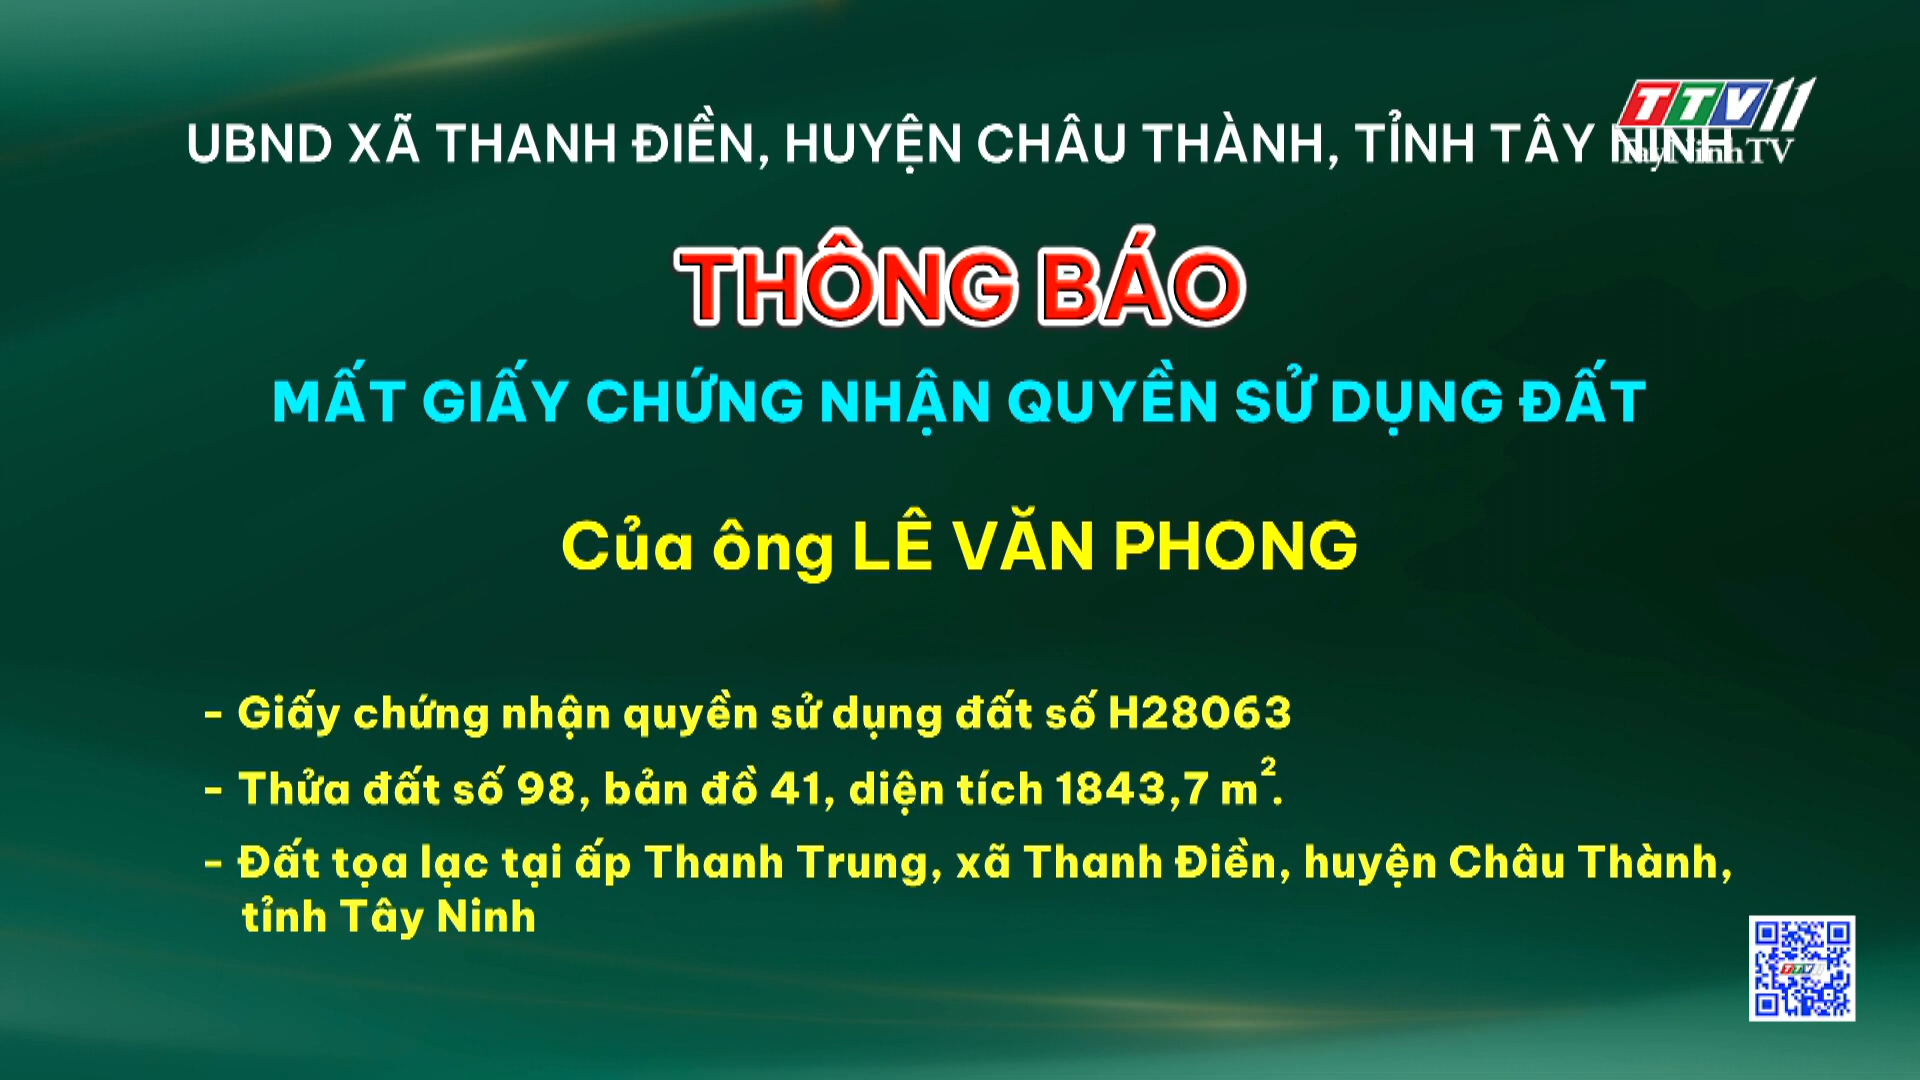 UBND XÃ THANH ĐIỀN, HUYỆN CHÂU THÀNH, TỈNH TÂY NINH
TTV11
TayNinhTV
THÔNG BÁO
MẤT GIẤY CHỨNG NHẬN QUYỀN SỬ DỤNG ĐẤT
Của ông LÊ VĂN PHONG
- Giấy chứng nhận quyền sử dụng đất số H28063
- Thửa đất số 98, bản đồ 41, diện tích 1843,7 m².
- Đất tọa lạc tại ấp Thanh Trung, xã Thanh Điền, huyện Châu Thành,
tỉnh Tây Ninh
TTV11